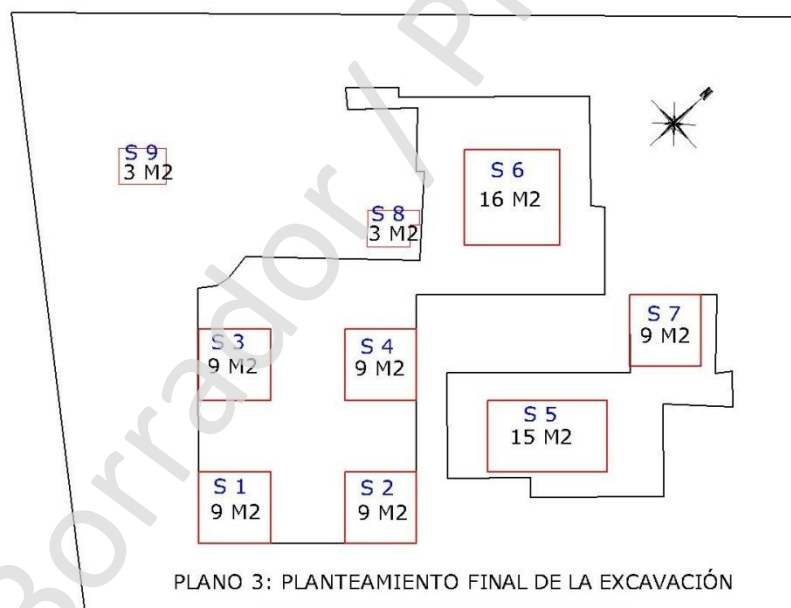 S 9
3 M2
S 6
16 M2
S 8
3 M2
S 7
9 M2
S 3
9 M2
S 4
9 M2
S 5
15 M2
S 1
9 M2
S 2
9 M2
N
PLANO 3: PLANTEAMIENTO FINAL DE LA EXCAVACIÓN
Borrador / Pr